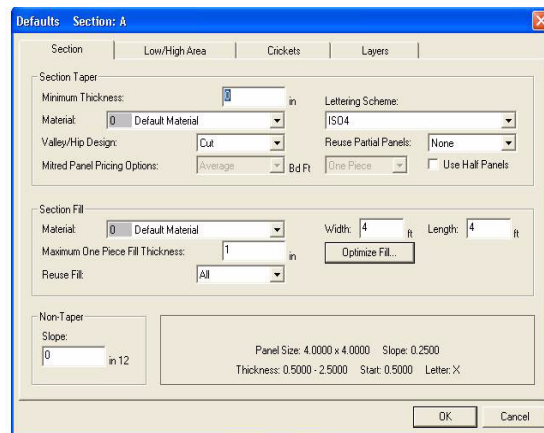 Defaults Section: A
Section Low/High Area Crickets Layers
Section Taper
Minimum Thickness: 0 in Lettering Scheme:
Material: 0 Default Material ISO4
Valley/Hip Design: Cut Reuse Partial Panels: None
Mitred Panel Pricing Options: Average Bd Ft One Piece Use Half Panels
Section Fill
Material: 0 Default Material Width: 4 ft Length: 4 ft
Maximum One Piece Fill Thickness: 1 in Optimize Fill...
Reuse Fill: All
Non-Taper
Slope:
0 in 12
Panel Size: 4.0000 x 4.0000 Slope: 0.2500
Thickness: 0.5000 - 2.5000 Start: 0.5000 Letter: X
OK Cancel